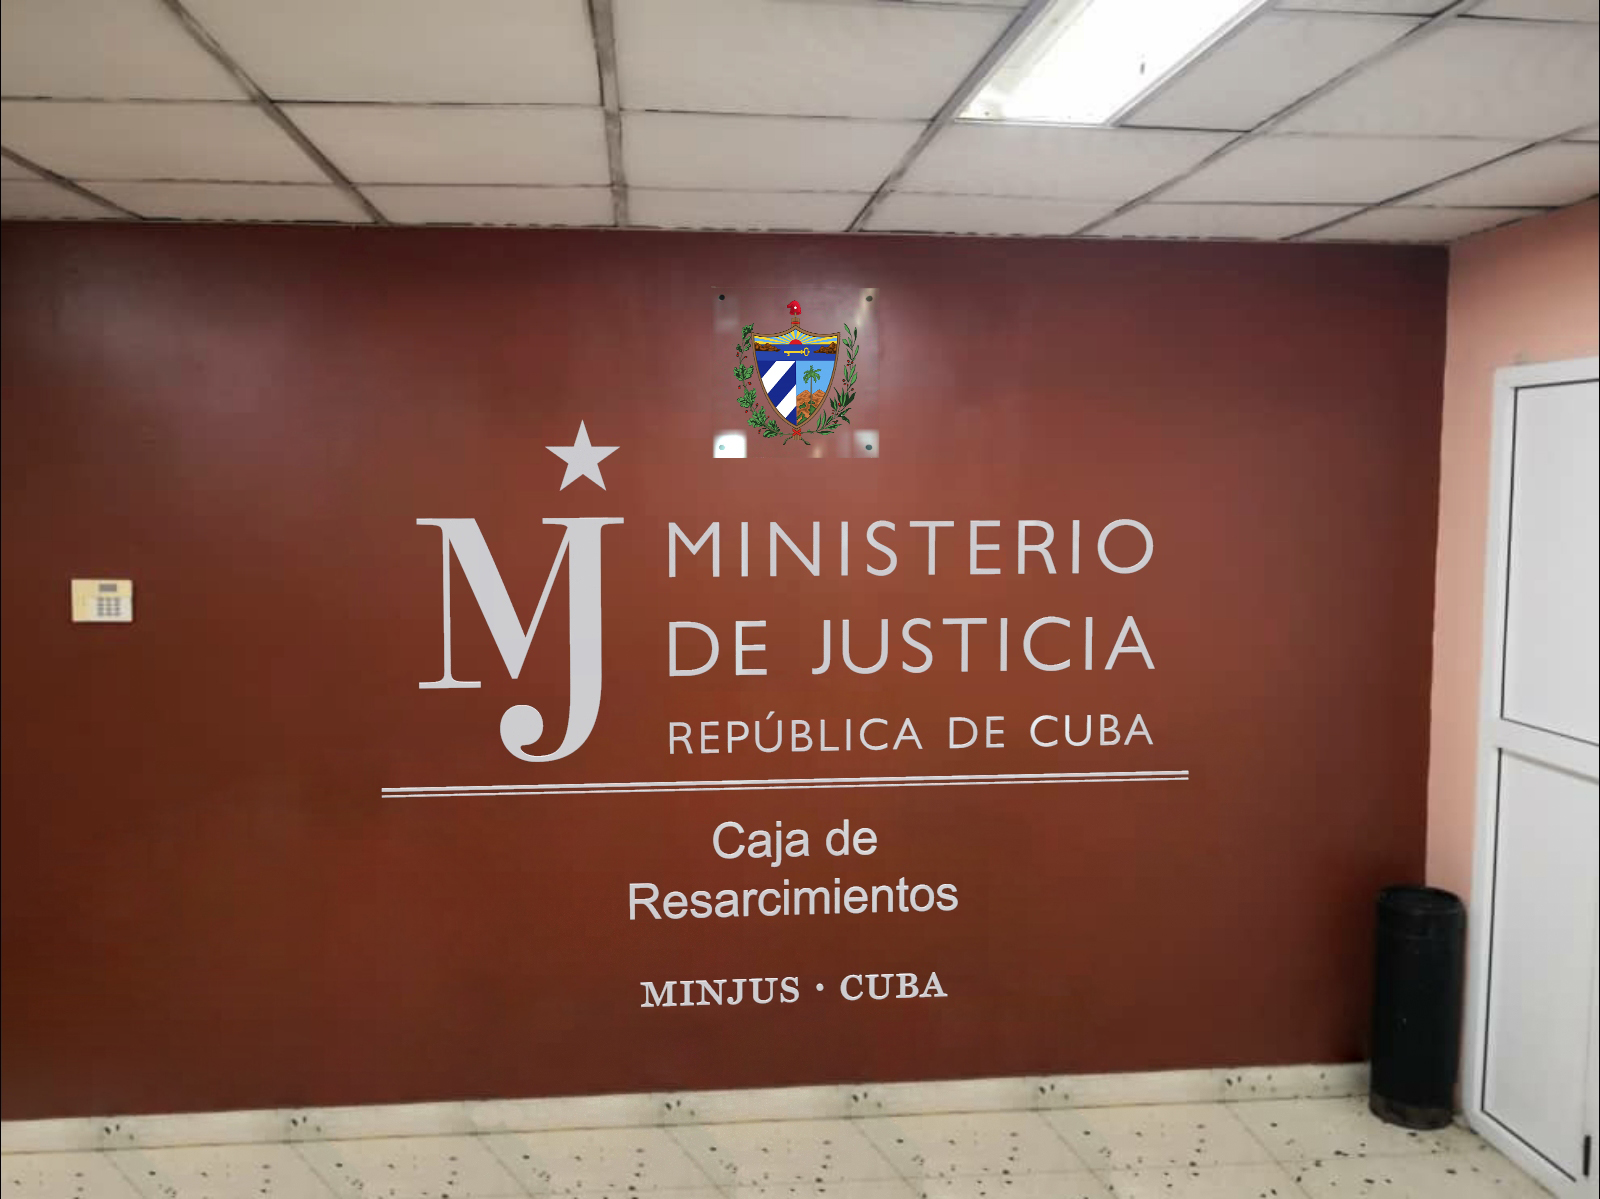 MJ
MINISTERIO
DE JUSTICIA
REPÚBLICA DE CUBA
Caja de
Resarcimientos
MINJUS · CUBA